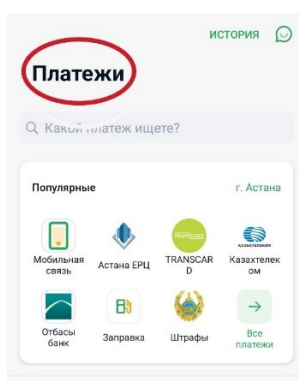 ИСТОРИЯ
Платежи
Какой платеж ищете?
Популярные
г. Астана
Мобильная
связь
Астана ЕРЦ
TRANSCAR
D
Казахтелек
ом
Отбасы
банк
Заправка
Штрафы
Все
платежи